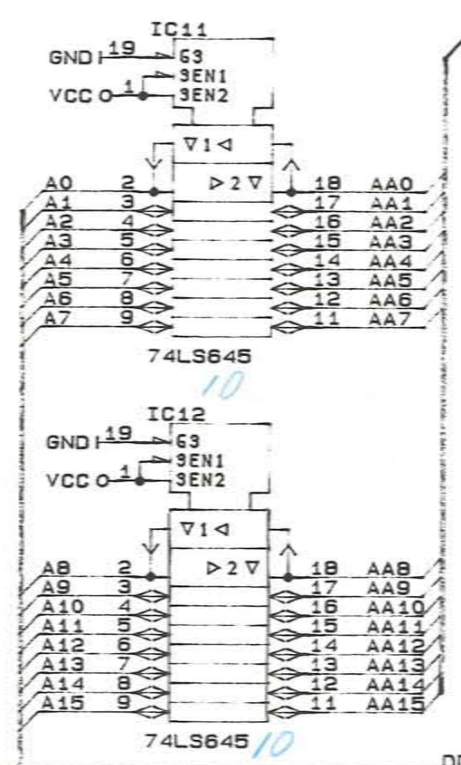 IC11
GND 19 G3
3EN1
VCC 1 3EN2
1
A0 2 2 18 AA0
A1 3 17 AA1
A2 4 16 AA2
A3 5 15 AA3
A4 6 14 AA4
A5 7 13 AA5
A6 8 12 AA6
A7 9 11 AA7
74LS645
10
IC12
GND 19 G3
3EN1
VCC 1 3EN2
1
A8 2 2 18 AA8
A9 3 17 AA9
A10 4 16 AA10
A11 5 15 AA11
A12 6 14 AA12
A13 7 13 AA13
A14 8 12 AA14
A15 9 11 AA15
74LS645 10